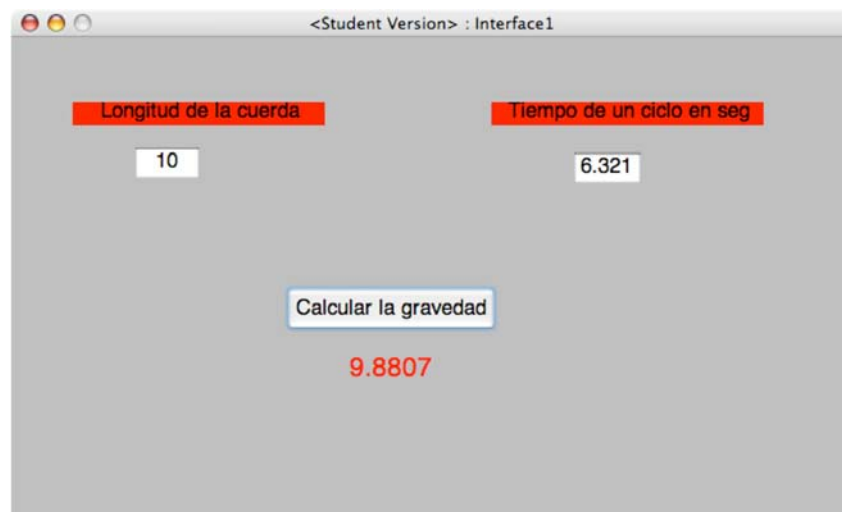 <Student Version> : Interface1
Longitud de la cuerda
Tiempo de un ciclo en seg
10
6.321
Calcular la gravedad
9.8807